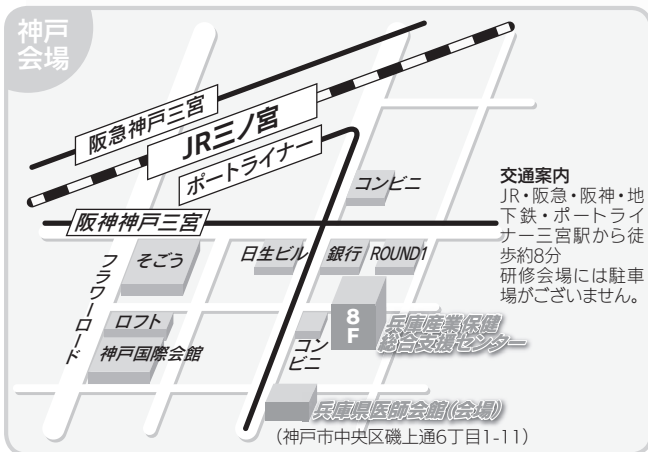 神戸
会場
阪急神戸三宮
JR三ノ宮
ポートライナー
コンビニ
阪神神戸三宮
交通案内
JR・阪急・阪神・地
下鉄・ポートライ
ナー三宮駅から徒
歩約8分
研修会場には駐車
場がございません。
フラワーロード
そごう
日生ビル
銀行
ROUND1
ロフト
神戸国際会館
コン
ビニ
8
F
兵庫産業保健
総合支援センター
兵庫県医師会館(会場)
(神戸市中央区磯上通6丁目1-11)